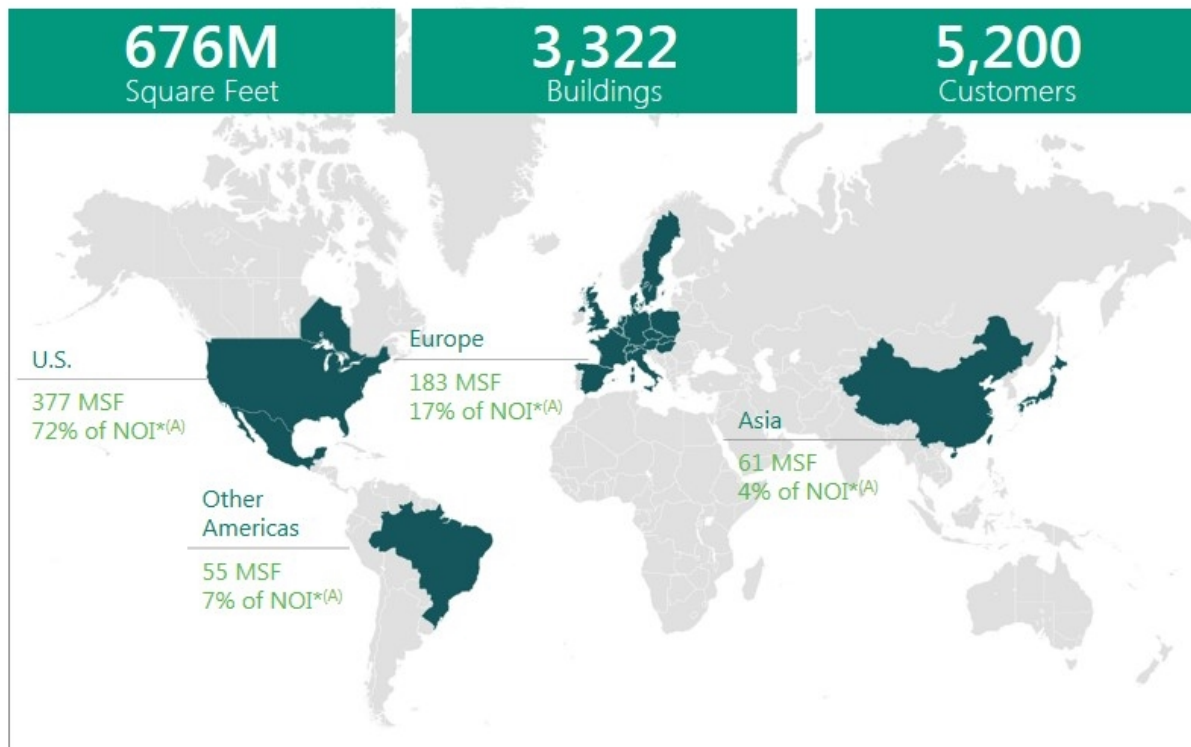 676M
Square Feet
3,322
Buildings
5,200
Customers
U.S.
377 MSF
72% of NOI*(A)
Europe
183 MSF
17% of NOI*(A)
Asia
61 MSF
4% of NOI*(A)
Other
Americas
55 MSF
7% of NOI*(A)